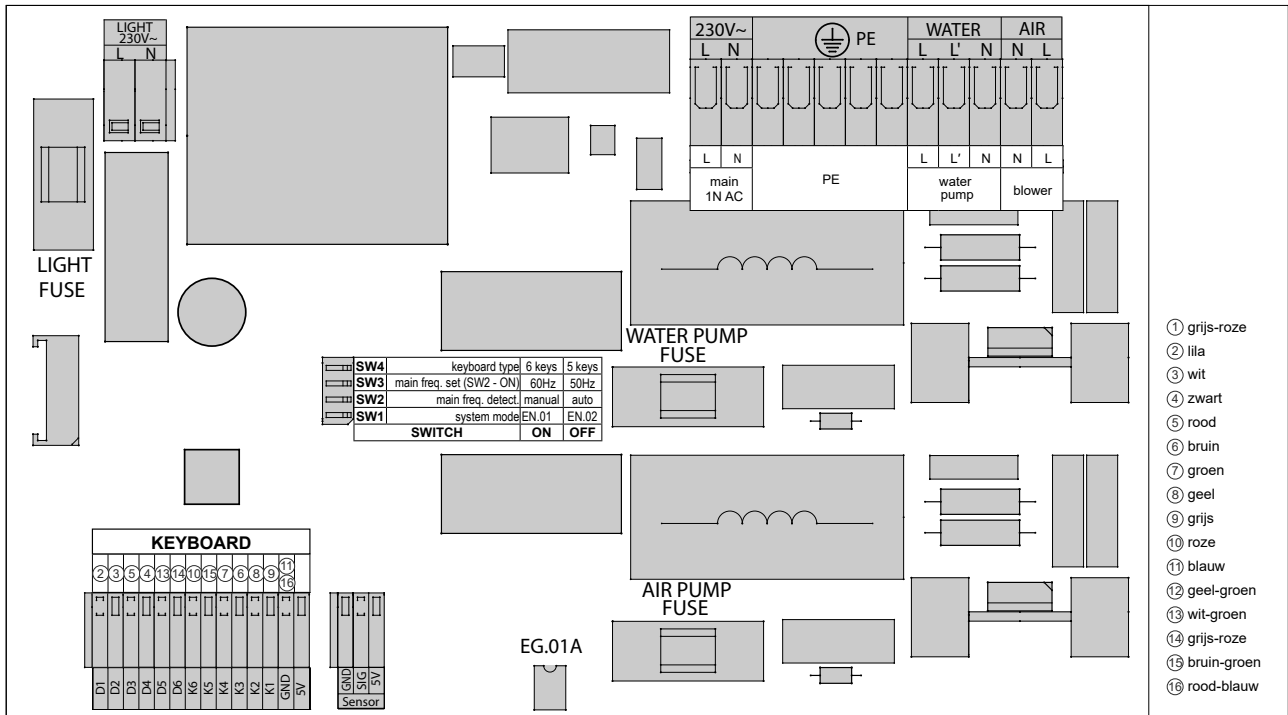 LIGHT
230V~
L N
230V~ PE WATER AIR
L N L L' N N L
L N PE L L' N N L
main
1N AC
water
pump
blower
LIGHT
FUSE
WATER PUMP
FUSE
SW4 keyboard type 6 keys 5 keys
SW3 main freq. set (SW2 - ON) 60Hz 50Hz
SW2 main freq. detect. manual auto
SW1 system mode EN.01 EN.02
SWITCH ON OFF
KEYBOARD
2 3 5 4 13 14 10 15 7 6 8 9 11
16
D1 D2 D3 D4 D5 D6 K6 K5 K4 K3 K2 K1 GND 5V
GND SIG 5V
Sensor
EG.01A
AIR PUMP
FUSE
1 grijs-roze
2 lila
3 wit
4 zwart
5 rood
6 bruin
7 groen
8 geel
9 grijs
10 roze
11 blauw
12 geel-groen
13 wit-groen
14 grijs-roze
15 bruin-groen
16 rood-blauw